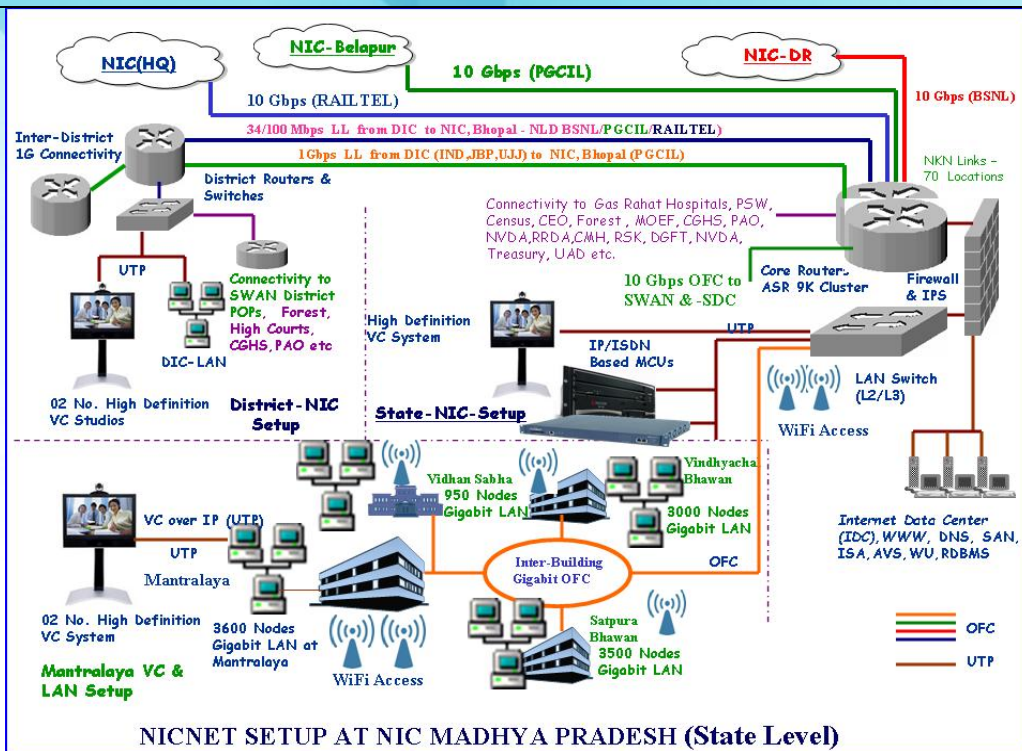 NIC(HQ)
NIC-Belapur
NIC-DR
10 Gbps (PGCIL)
10 Gbps (RAILTEL)
10 Gbps (BSNL)
34/100 Mbps LL from DIC to NIC, Bhopal - NLD BSNL/PGCIL/RAILTEL)
1Gbps LL from DIC (IND,JBP,UJJ) to NIC, Bhopal (PGCIL)
Inter-District
1G Connectivity
District Routers &
Switches
NKN Links –
70 Locations
Connectivity to Gas Rahat Hospitals, PSW,
Census, CEO, Forest , MOEF, CGHS, PAO,
NVDA,RRDA,CMH, RSK, DGFT, NVDA,
Treasury, UAD etc.
UTP
Connectivity to
SWAN District
POPs, Forest,
High Courts,
CGHS, PAO etc
DIC-LAN
02 No. High Definition
VC Studios
District-NIC
Setup
10 Gbps OFC to
SWAN & -SDC
Core Routers
ASR 9K Cluster
Firewall
& IPS
High Definition
VC System
UTP
IP/ISDN
Based MCUs
State-NIC-Setup
LAN Switch
(L2/L3)
WiFi Access
Internet Data Center
(IDC), WWW, DNS, SAN,
ISA, AVS, WU, RDBMS
Vidhan Sabha
950 Nodes
Gigabit LAN
Vindhyachal
Bhawan
3000 Nodes
Gigabit LAN
VC over IP (UTP)
UTP
Mantralaya
Inter-Building
Gigabit OFC
OFC
02 No. High Definition
VC System
3600 Nodes
Gigabit LAN at
Mantralaya
WiFi Access
Satpura
Bhawan
3500 Nodes
Gigabit LAN
Mantralaya VC &
LAN Setup
OFC
UTP
NICNET SETUP AT NIC MADHYA PRADESH (State Level)